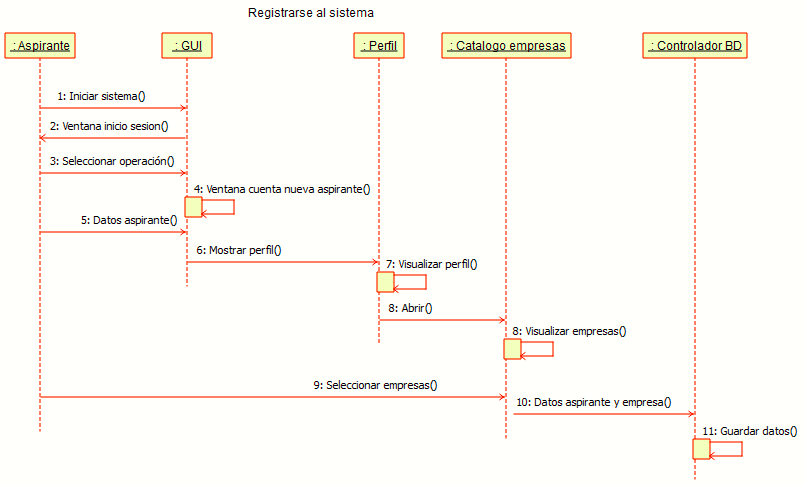 Registrarse al sistema
: Aspirante
: GUI
: Perfil
: Catalogo empresas
: Controlador BD
1: Iniciar sistema()
2: Ventana inicio sesion()
3: Seleccionar operación()
4: Ventana cuenta nueva aspirante()
5: Datos aspirante()
6: Mostrar perfil()
7: Visualizar perfil()
8: Abrir()
8: Visualizar empresas()
9: Seleccionar empresas()
10: Datos aspirante y empresa()
11: Guardar datos()